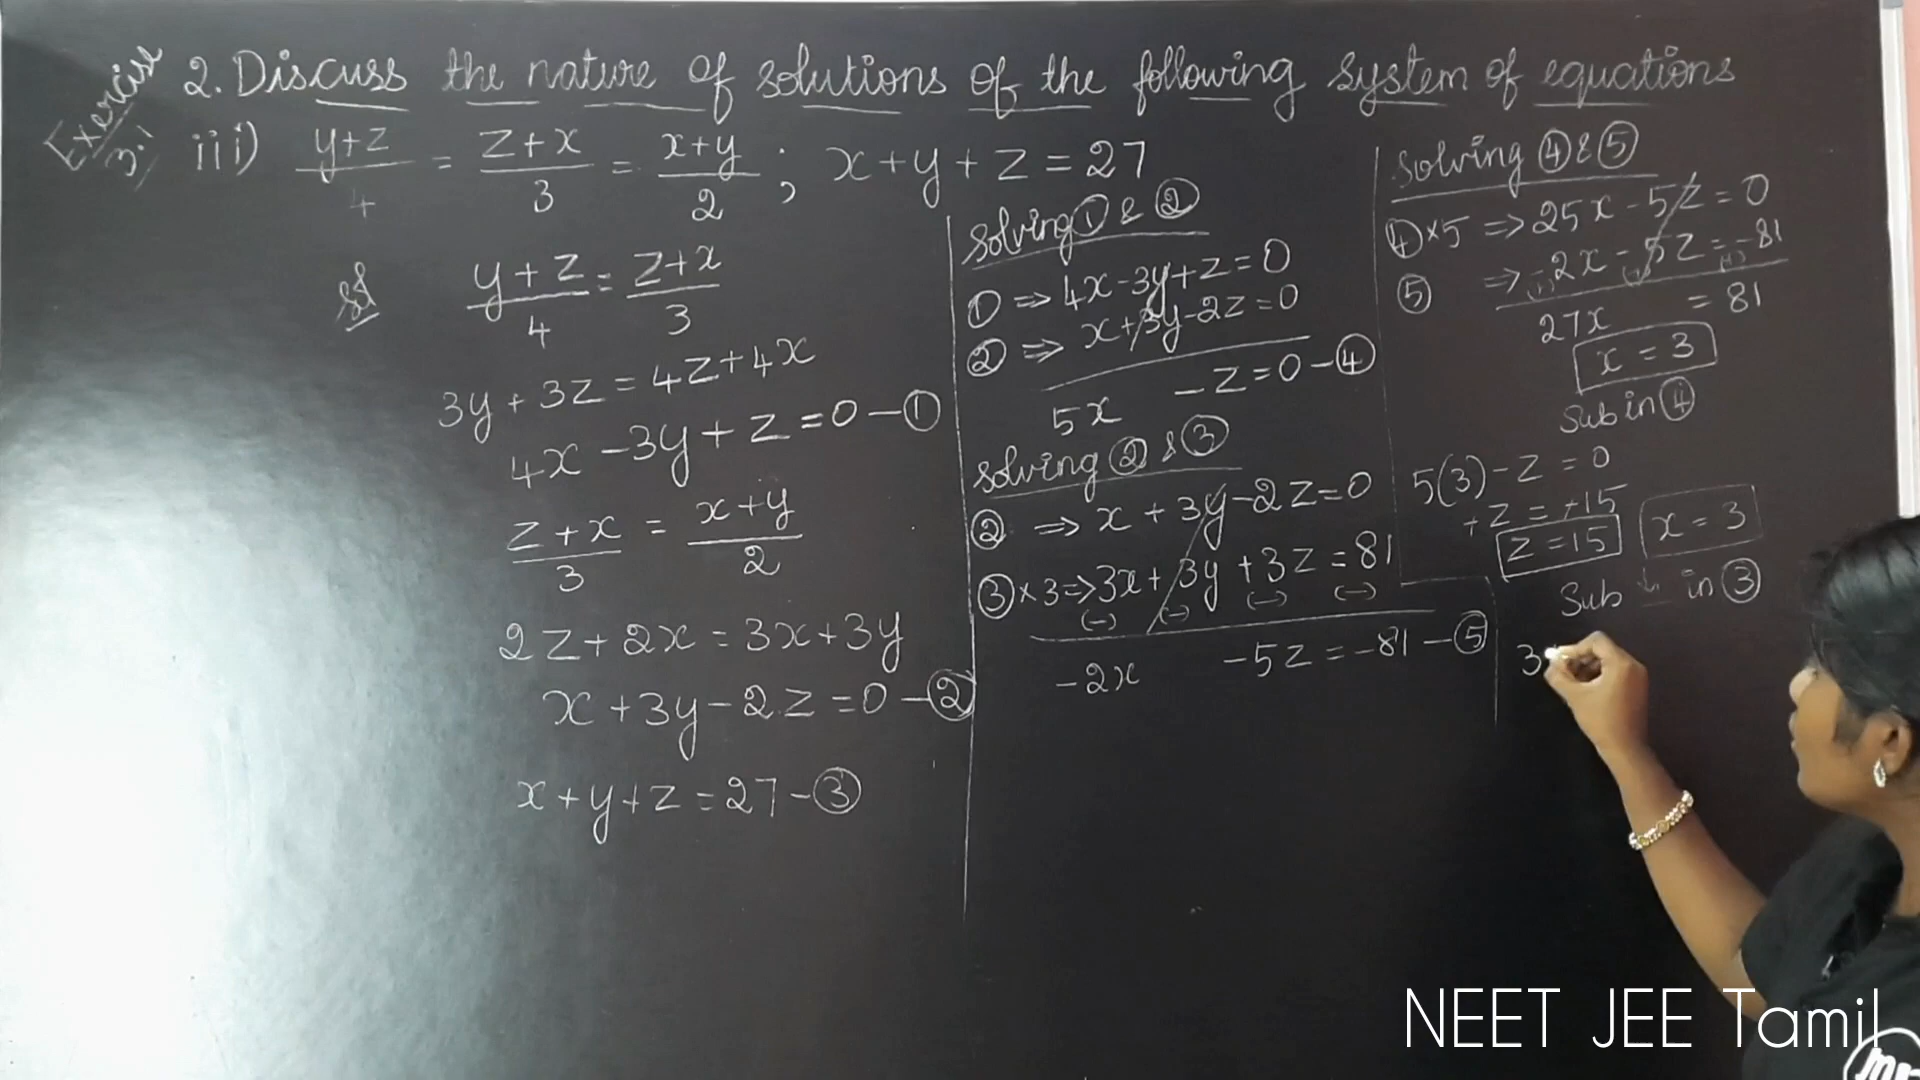 Exercise 3.1
2. Discuss the nature of solutions of the following system of equations
iii) y+z/4 = z+x/3 = x+y/2 ; x+y+z=27
sol y+z/4 = z+x/3
3y+3z=4z+4x
4x-3y+z=0-①
z+x/3 = x+y/2
2z+2x=3x+3y
x+3y-2z=0-②
x+y+z=27-③
Solving ① & ②
① ⇒ 4x-3y+z=0
② ⇒ x+3y-2z=0
5x -z=0-④
Solving ② & ③
② ⇒ x+3y-2z=0
③×3⇒3x+3y+3z=81
(-) (-) (-) (-)
-2x -5z=-81-⑤
Solving ④ & ⑤
④×5 ⇒25x-5z=0
⑤ ⇒-2x-5z=-81
27x = 81
x=3
Sub in ④
5(3)-z=0
+z=+15
z=15 x=3
Sub ↓ in ③
3
NEET JEE Tamil